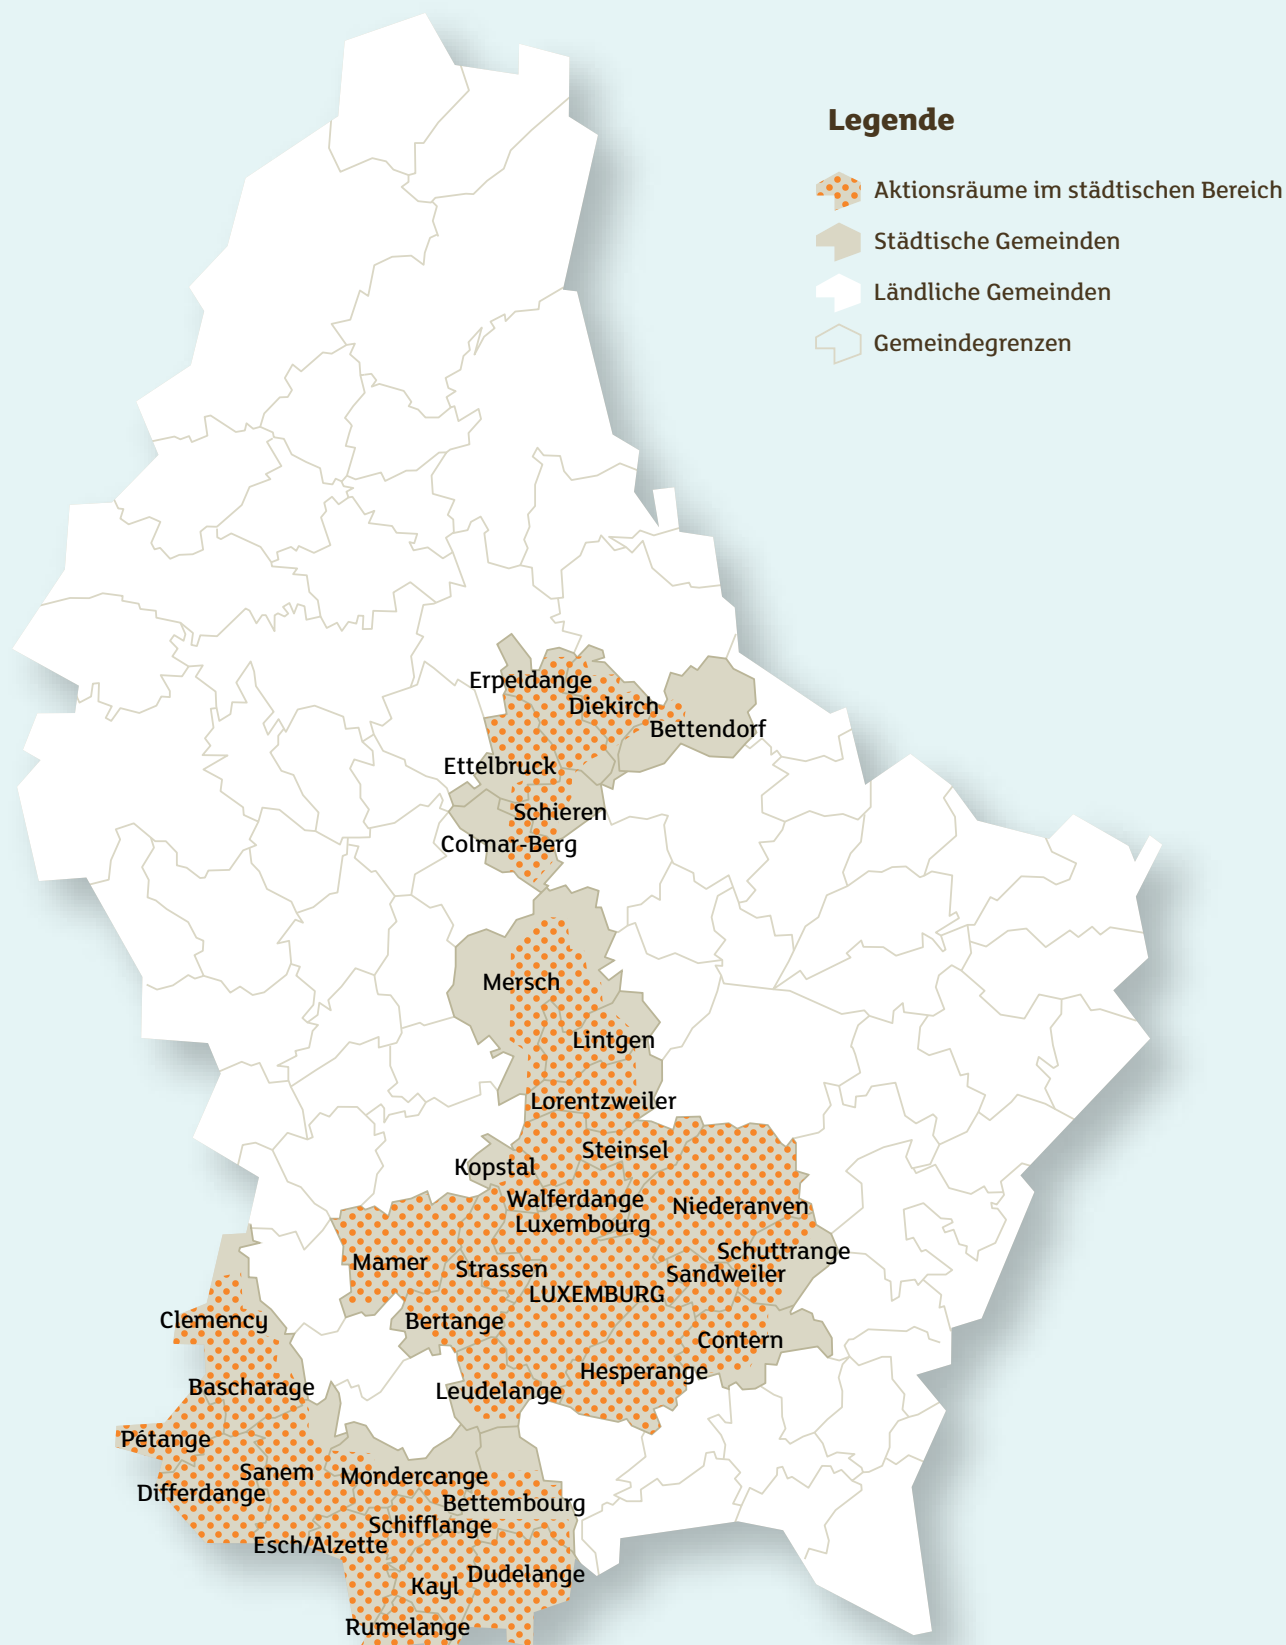 Legende
Aktionsräume im städtischen Bereich
Städtische Gemeinden
Ländliche Gemeinden
Gemeindegrenzen
Erpeldange
Diekirch
Bettendorf
Ettelbruck
Schieren
Colmar-Berg
Mersch
Lintgen
Lorentzweiler
Steinsel
Kopstal
Walferdange
Niederanven
Luxembourg
Schuttrange
Mamer
Strassen
Sandweiler
LUXEMBURG
Clemency
Bertange
Contern
Hesperange
Bascharage
Leudelange
Pétange
Sanem
Mondercange
Differdange
Bettembourg
Schifflange
Esch/Alzette
Dudelange
Kayl
Rumelange